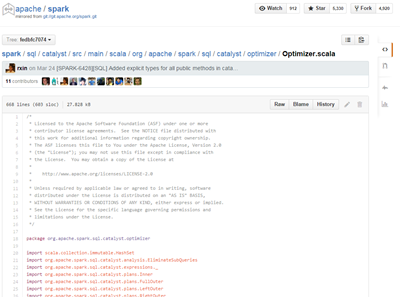 apache / spark
mirrored from git://git.apache.org/spark.git
Watch 912 Star 5,330 Fork 4,920
Tree: fedbfc7074
spark / sql / catalyst / src / main / scala / org / apache / spark / sql / catalyst / optimizer / Optimizer.scala
rxin on Mar 24 [SPARK-6428][SQL] Added explicit types for all public methods in cata…
11 contributors
660 lines (603 sloc) 27.828 kB
Raw Blame History
1 /*
2 * Licensed to the Apache Software Foundation (ASF) under one or more
3 * contributor license agreements. See the NOTICE file distributed with
4 * this work for additional information regarding copyright ownership.
5 * The ASF licenses this file to You under the Apache License, Version 2.0
6 * (the "License"); you may not use this file except in compliance with
7 * the License. You may obtain a copy of the License at
8 *
9 * http://www.apache.org/licenses/LICENSE-2.0
10 *
11 * Unless required by applicable law or agreed to in writing, software
12 * distributed under the License is distributed on an "AS IS" BASIS,
13 * WITHOUT WARRANTIES OR CONDITIONS OF ANY KIND, either express or implied.
14 * See the License for the specific language governing permissions and
15 * limitations under the License.
16 */
17
18 package org.apache.spark.sql.catalyst.optimizer
19
20 import scala.collection.immutable.HashSet
21 import org.apache.spark.sql.catalyst.analysis.EliminateSubQueries
22 import org.apache.spark.sql.catalyst.expressions._
23 import org.apache.spark.sql.catalyst.plans.Inner
24 import org.apache.spark.sql.catalyst.plans.FullOuter
25 import org.apache.spark.sql.catalyst.plans.LeftOuter
26 import org.apache.spark.sql.catalyst.plans.RightOuter